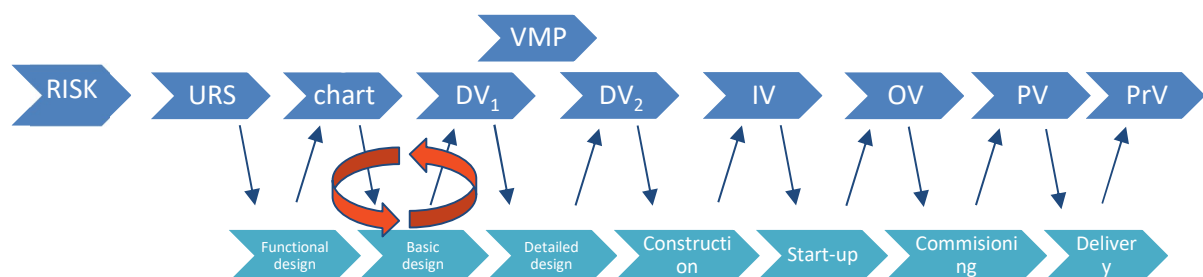 VMP
RISK
URS
chart
DV₁
DV₂
IV
OV
PV
PrV
Functional
design
Basic
design
Detailed
design
Constructi
on
Start-up
Commisioni
ng
Deliver
y